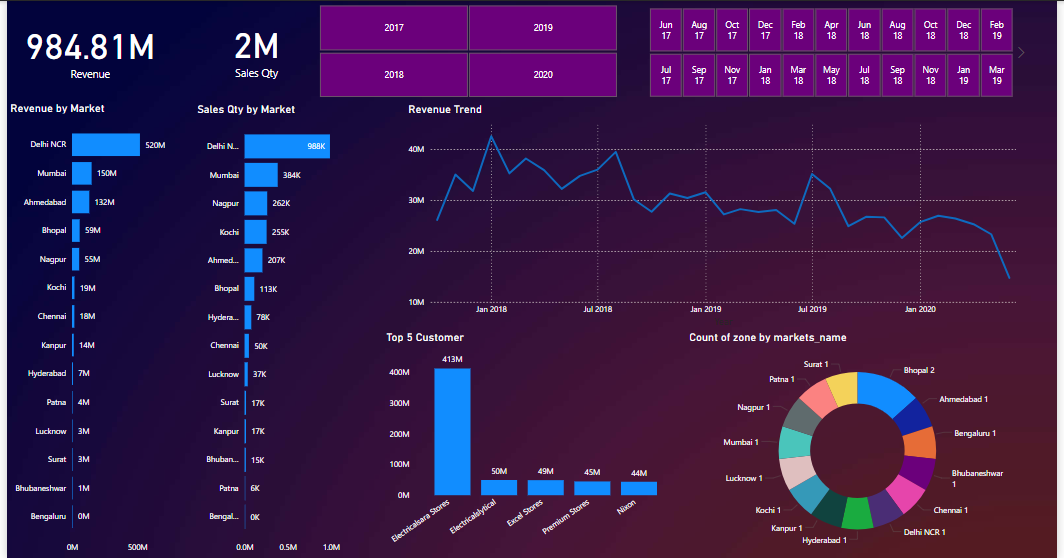 984.81M
Revenue
2M
Sales Qty
2017
2019
2018
2020
Jun 17
Aug 17
Oct 17
Dec 17
Feb 18
Apr 18
Jun 18
Aug 18
Oct 18
Dec 18
Feb 19
Jul 17
Sep 17
Nov 17
Jan 18
Mar 18
May 18
Jul 18
Sep 18
Nov 18
Jan 19
Mar 19
Revenue by Market
Delhi NCR 520M
Mumbai 150M
Ahmedabad 132M
Bhopal 59M
Nagpur 55M
Kochi 19M
Chennai 18M
Kanpur 14M
Hyderabad 7M
Patna 4M
Lucknow 3M
Surat 3M
Bhubaneshwar 1M
Bengaluru 0M
0M 500M
Sales Qty by Market
Delhi N... 988K
Mumbai 384K
Nagpur 262K
Kochi 255K
Ahmed... 207K
Bhopal 113K
Hydera... 78K
Chennai 50K
Lucknow 37K
Surat 17K
Kanpur 17K
Bhuban... 15K
Patna 6K
Bengal... 0K
0.0M 0.5M 1.0M
Revenue Trend
40M
30M
20M
10M
Jan 2018 Jul 2018 Jan 2019 Jul 2019 Jan 2020
Top 5 Customer
400M
300M
200M
100M
0M
413M
50M
49M
45M
44M
Electricalsara Stores
Electricalslytical
Excel Stores
Premium Stores
Nixon
Count of zone by markets_name
Bhopal 2
Ahmedabad 1
Bengaluru 1
Bhubaneshwar
1
Chennai 1
Delhi NCR 1
Hyderabad 1
Kanpur 1
Kochi 1
Lucknow 1
Mumbai 1
Nagpur 1
Patna 1
Surat 1